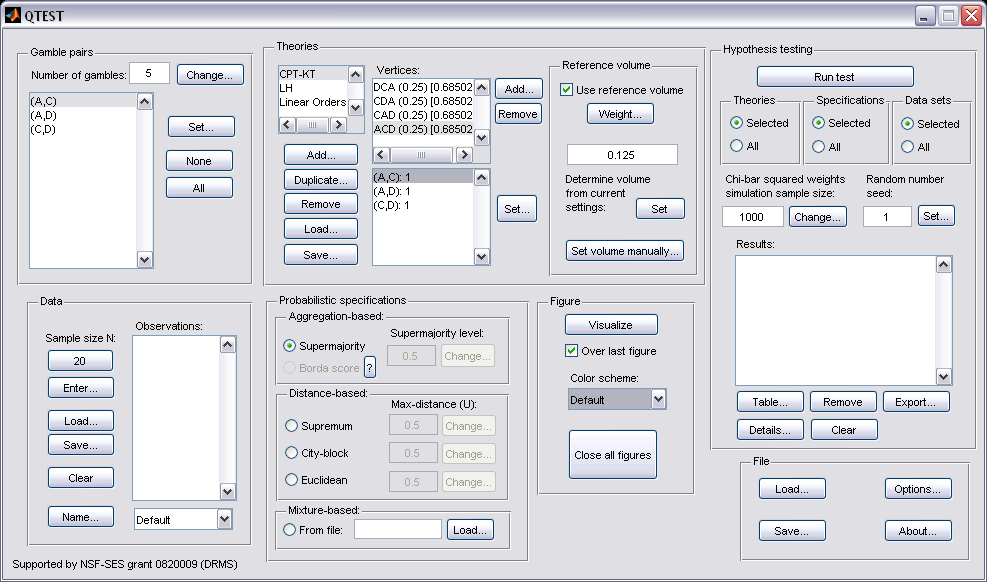 QTEST
Gamble pairs
Number of gambles: 5 Change...
(A,C)
(A,D)
(C,D)
Set...
None
All
Theories
CPT-KT
LH
Linear Orders
Add...
Duplicate...
Remove
Load...
Save...
Vertices:
DCA (0.25) [0.68502
CDA (0.25) [0.68502
CAD (0.25) [0.68502
ACD (0.25) [0.68502
Add...
Remove
(A,C): 1
(A,D): 1
(C,D): 1
Set...
Reference volume
Use reference volume
Weight...
0.125
Determine volume
from current
settings: Set
Set volume manually...
Hypothesis testing
Run test
Theories
Selected
All
Specifications
Selected
All
Data sets
Selected
All
Chi-bar squared weights
simulation sample size:
1000 Change...
Random number
seed:
1 Set...
Results:
Table... Remove Export...
Details... Clear
Data
Sample size N:
20
Enter...
Load...
Save...
Clear
Name...
Observations:
Default
Probabilistic specifications
Aggregation-based:
Supermajority
Borda score ?
Supermajority level:
0.5 Change...
Distance-based:
Max-distance (U):
Supremum 0.5 Change...
City-block 0.5 Change...
Euclidean 0.5 Change...
Mixture-based:
From file: Load...
Figure
Visualize
Over last figure
Color scheme:
Default
Close all figures
File
Load... Options...
Save... About...
Supported by NSF-SES grant 0820009 (DRMS)